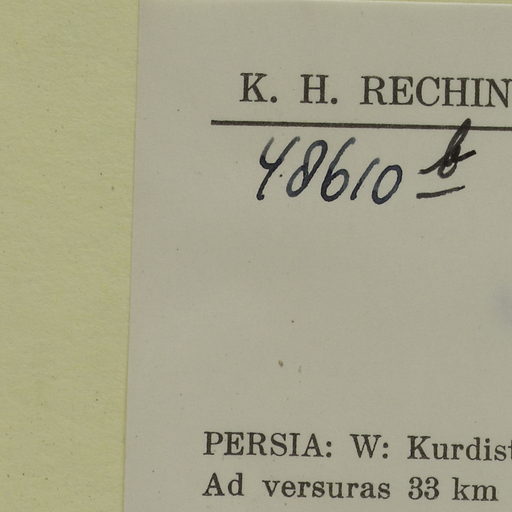 K. H. RECHIN
48610 b
PERSIA: W: Kurdist
Ad versuras 33 km